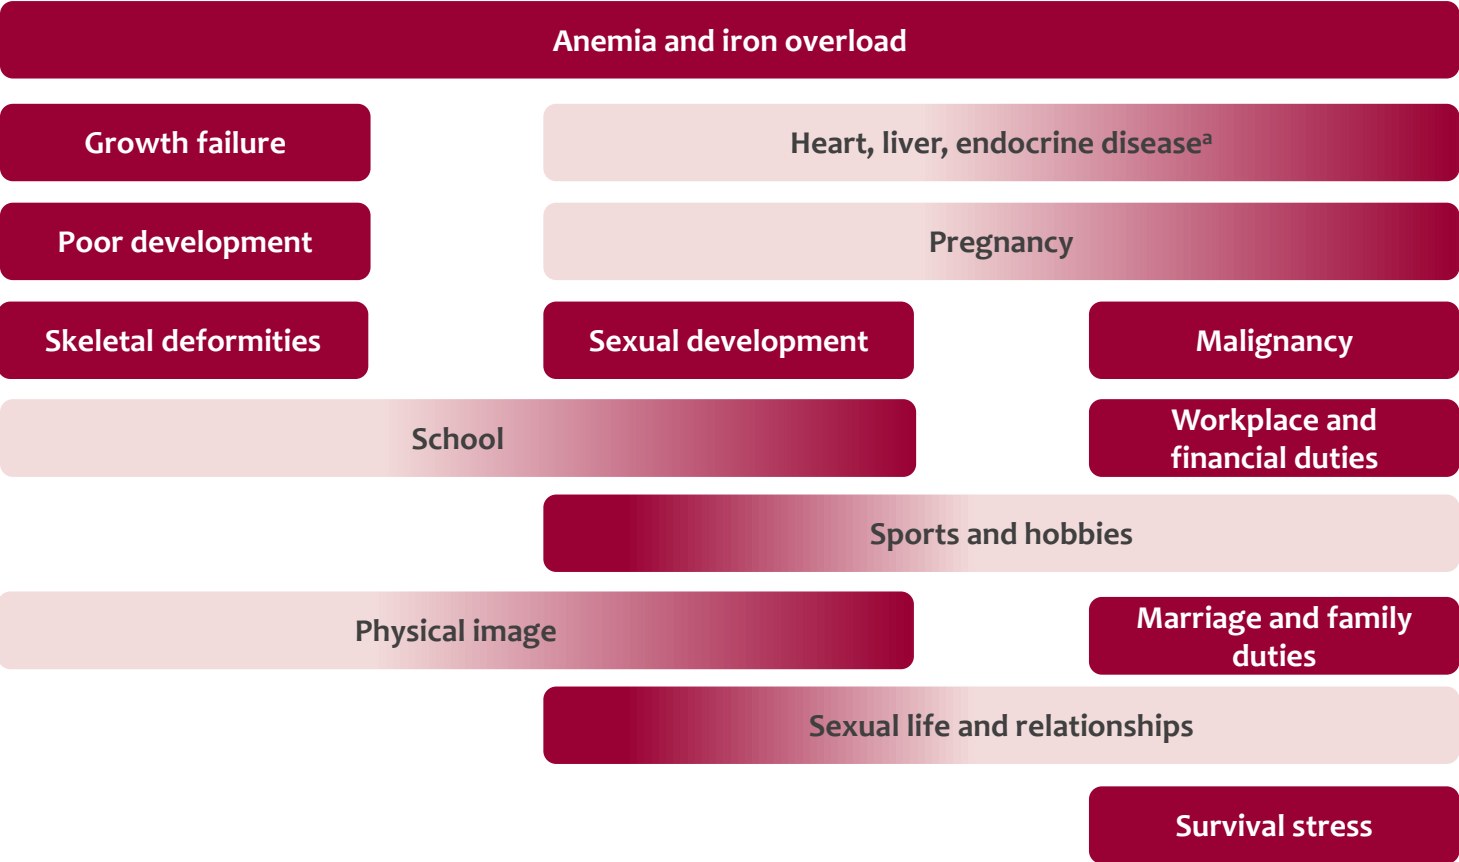 Anemia and iron overload
Growth failure
Heart, liver, endocrine diseaseᵃ
Poor development
Pregnancy
Skeletal deformities
Sexual development
Malignancy
School
Workplace and
financial duties
Sports and hobbies
Physical image
Marriage and family
duties
Sexual life and relationships
Survival stress